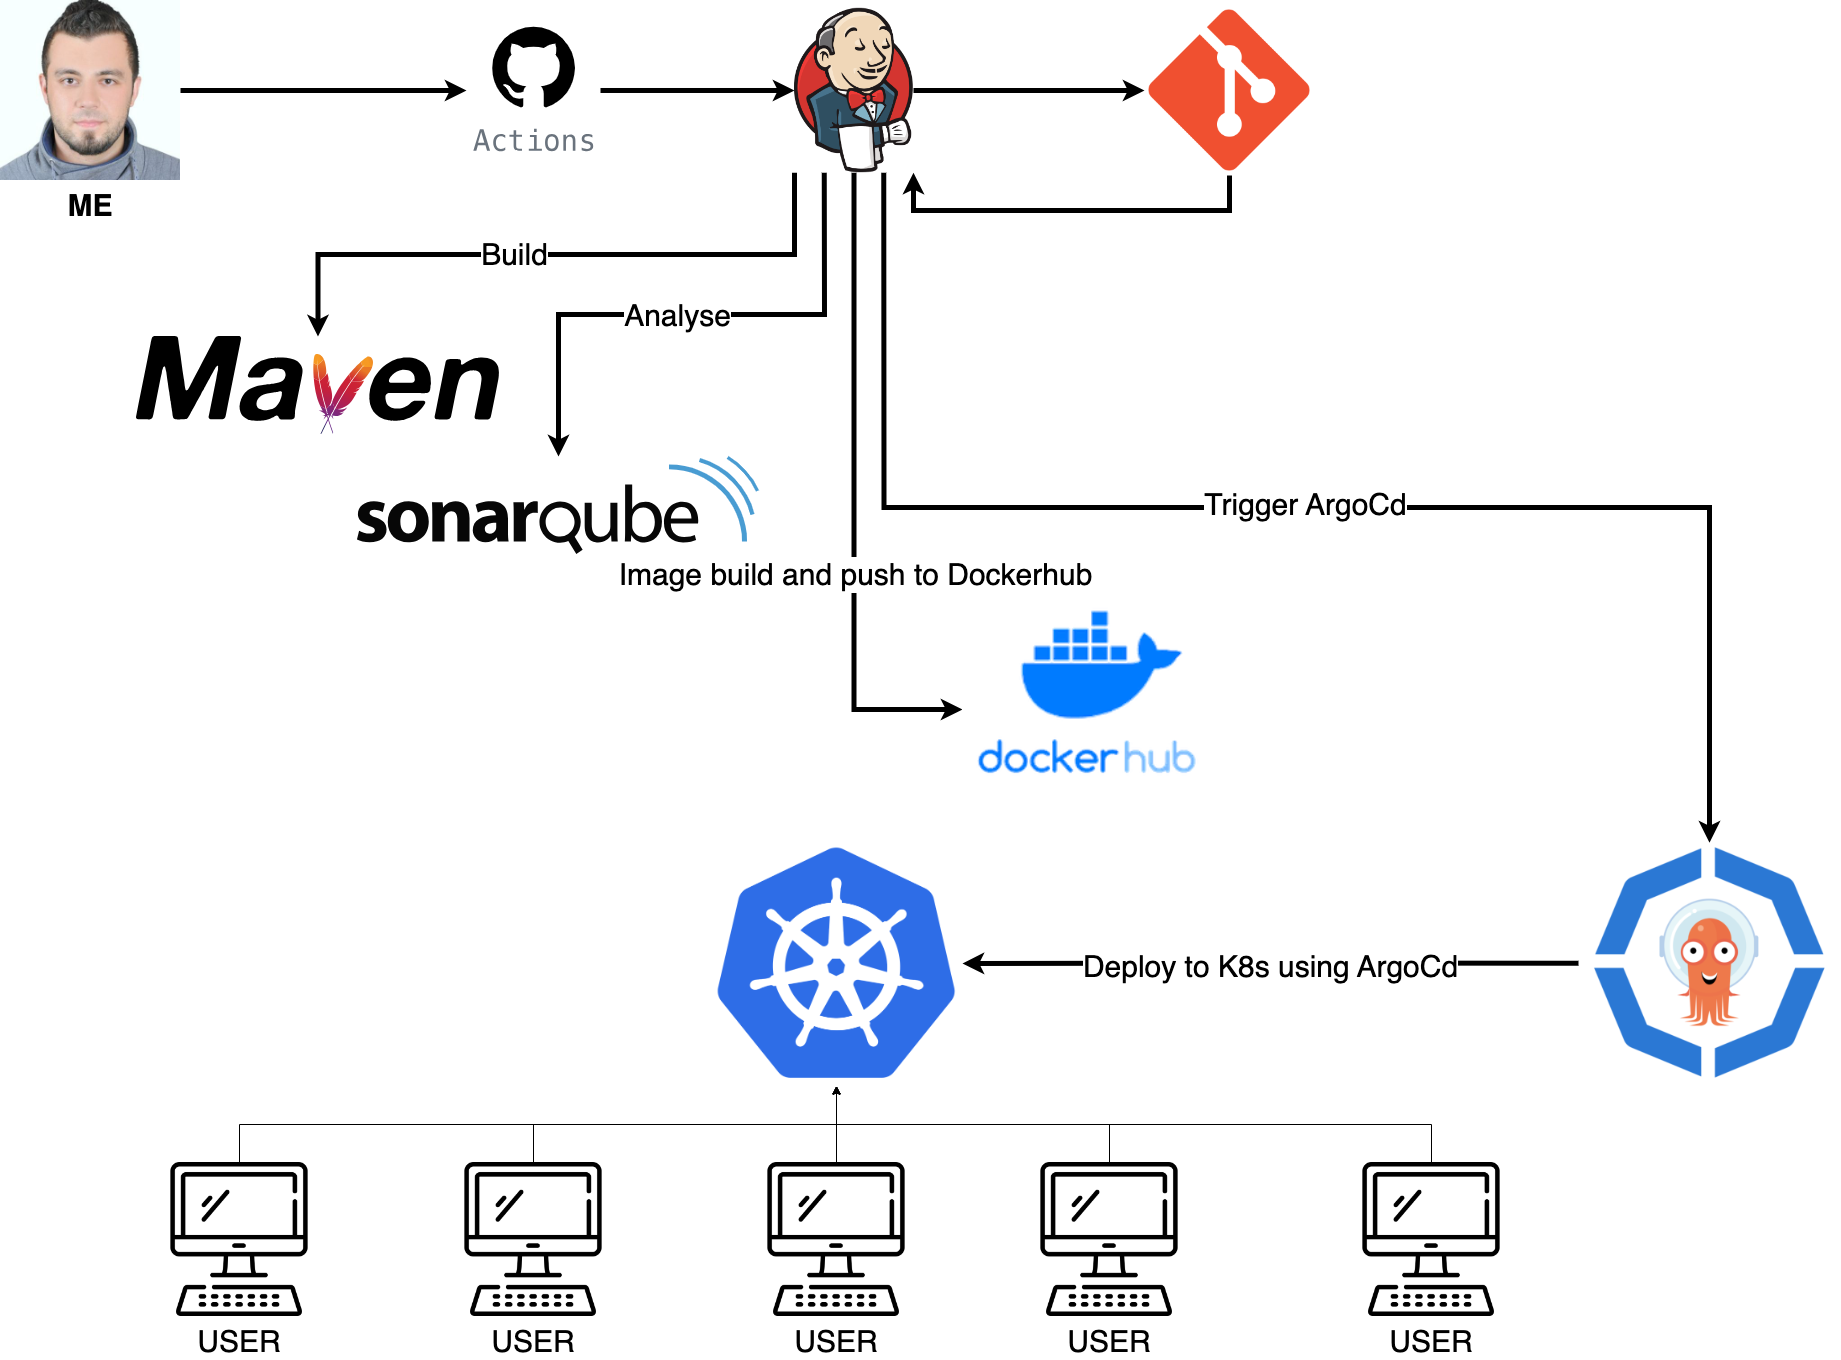 Actions
ME
Build
Analyse
Maven
sonarqube
Trigger ArgoCd
Image build and push to Dockerhub
docker hub
Deploy to K8s using ArgoCd
USER
USER
USER
USER
USER